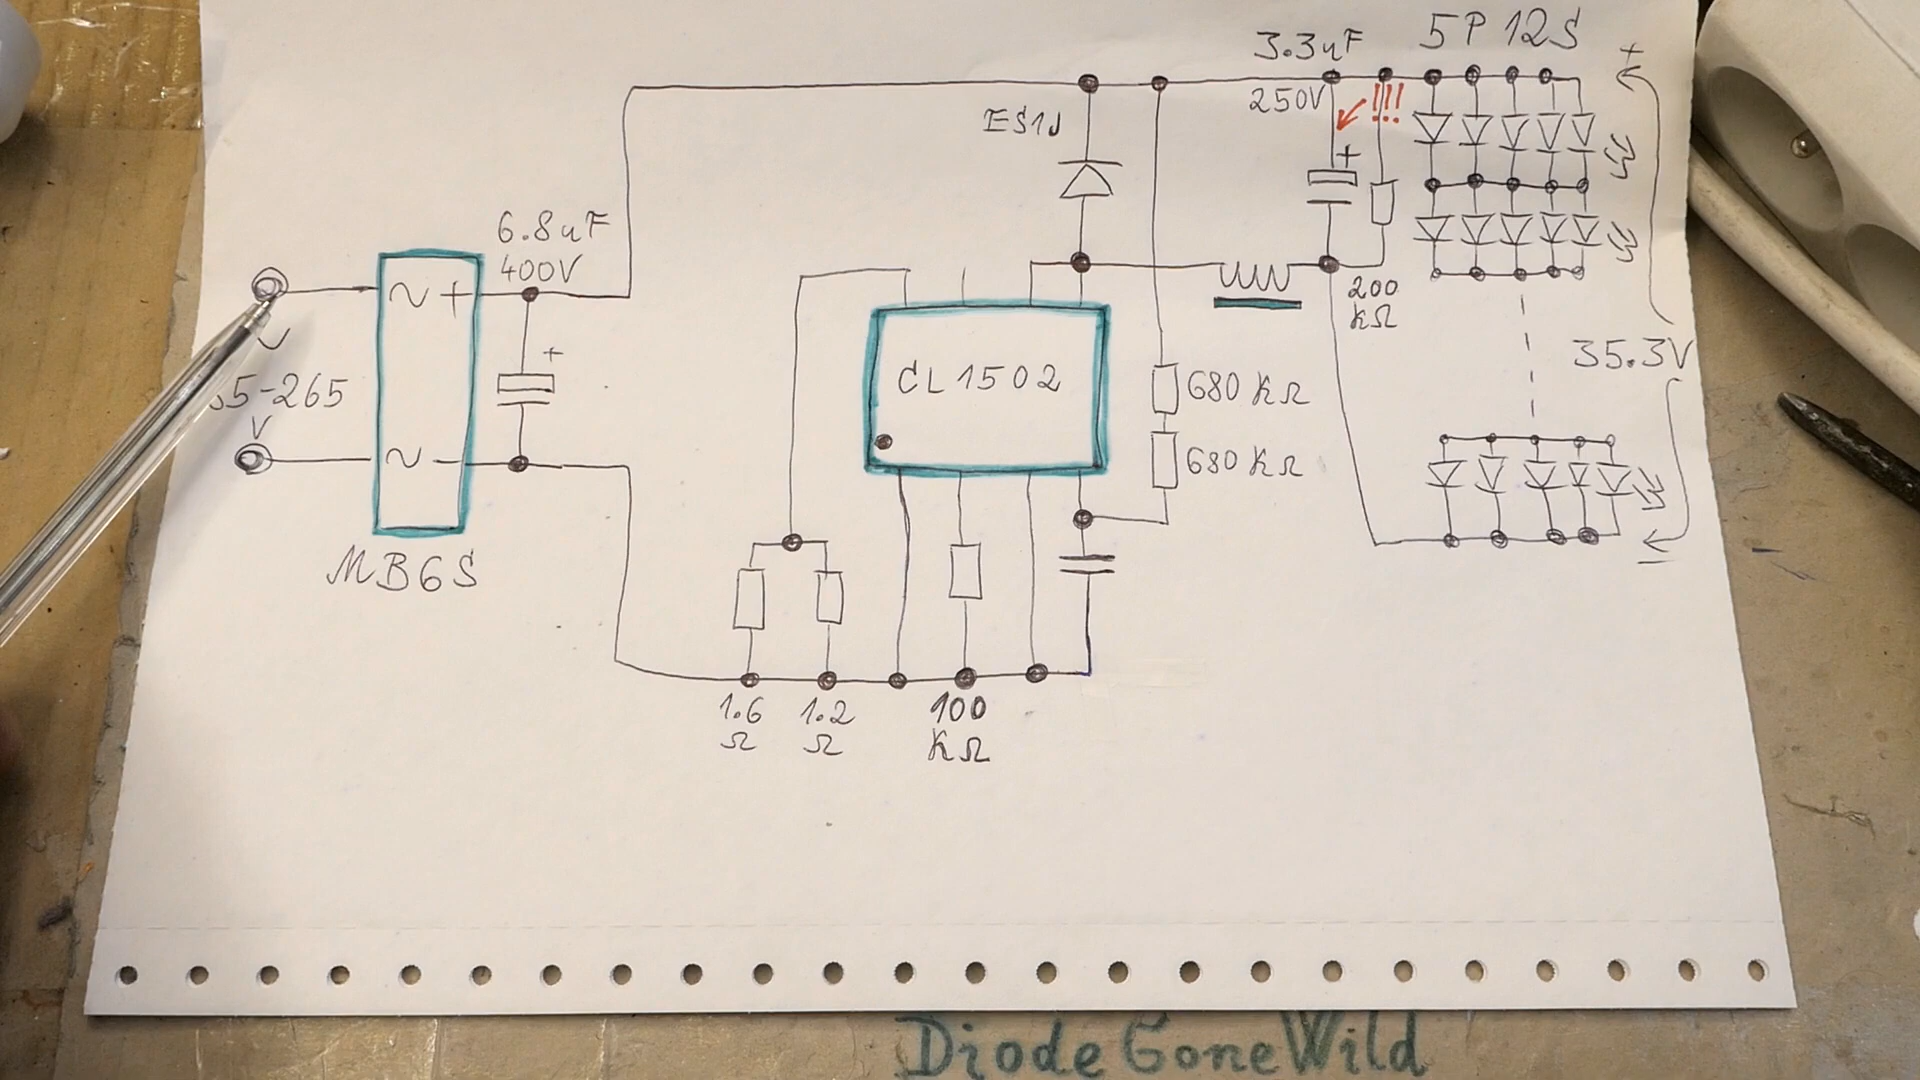 3.3uF
5P 12S
+
250V
!!!
ES1J
+
6.8uF
400V
~ +
200
kΩ
+
CL1502
680 kΩ
35.3V
5-265
V
~ -
680 kΩ
MB6S
-
1.6
Ω
1.2
Ω
100
kΩ
DiodeGoneWild